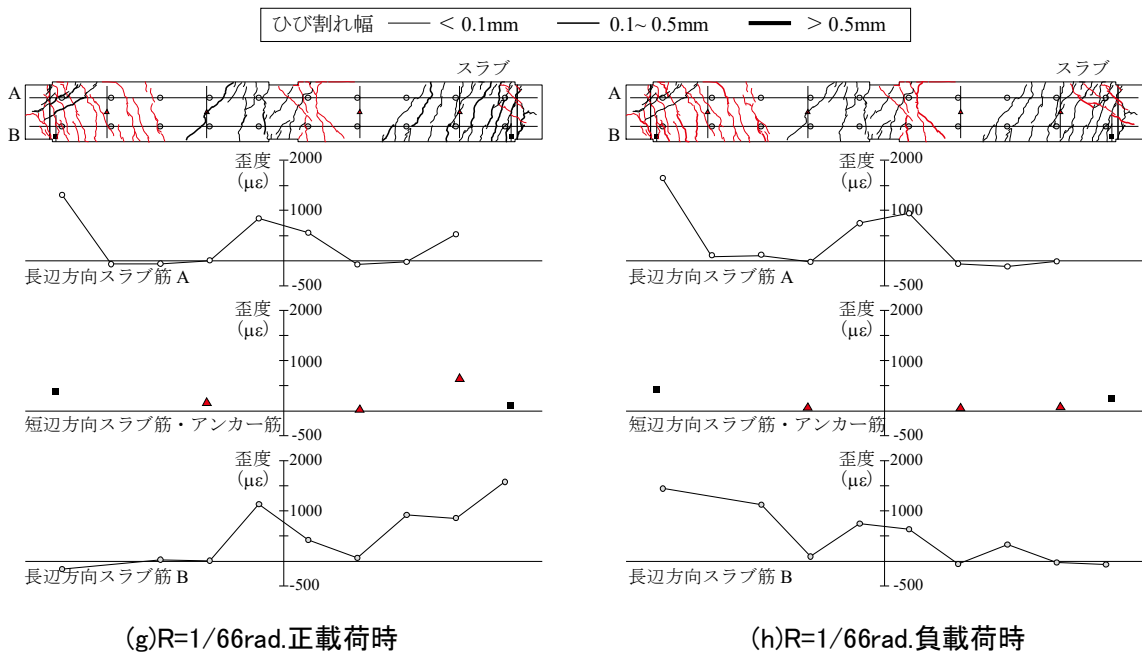 ひび割れ幅 < 0.1mm 0.1~ 0.5mm > 0.5mm
スラブ
A
B
歪度
(με)
2000
1000
-500
長辺方向スラブ筋 A
歪度
(με)
2000
1000
-500
短辺方向スラブ筋・アンカー筋
歪度
(με)
2000
1000
-500
長辺方向スラブ筋 B
(g)R=1/66rad.正載荷時
スラブ
A
B
歪度
(με)
2000
1000
-500
長辺方向スラブ筋 A
歪度
(με)
2000
1000
-500
短辺方向スラブ筋・アンカー筋
歪度
(με)
2000
1000
-500
長辺方向スラブ筋 B
(h)R=1/66rad.負載荷時